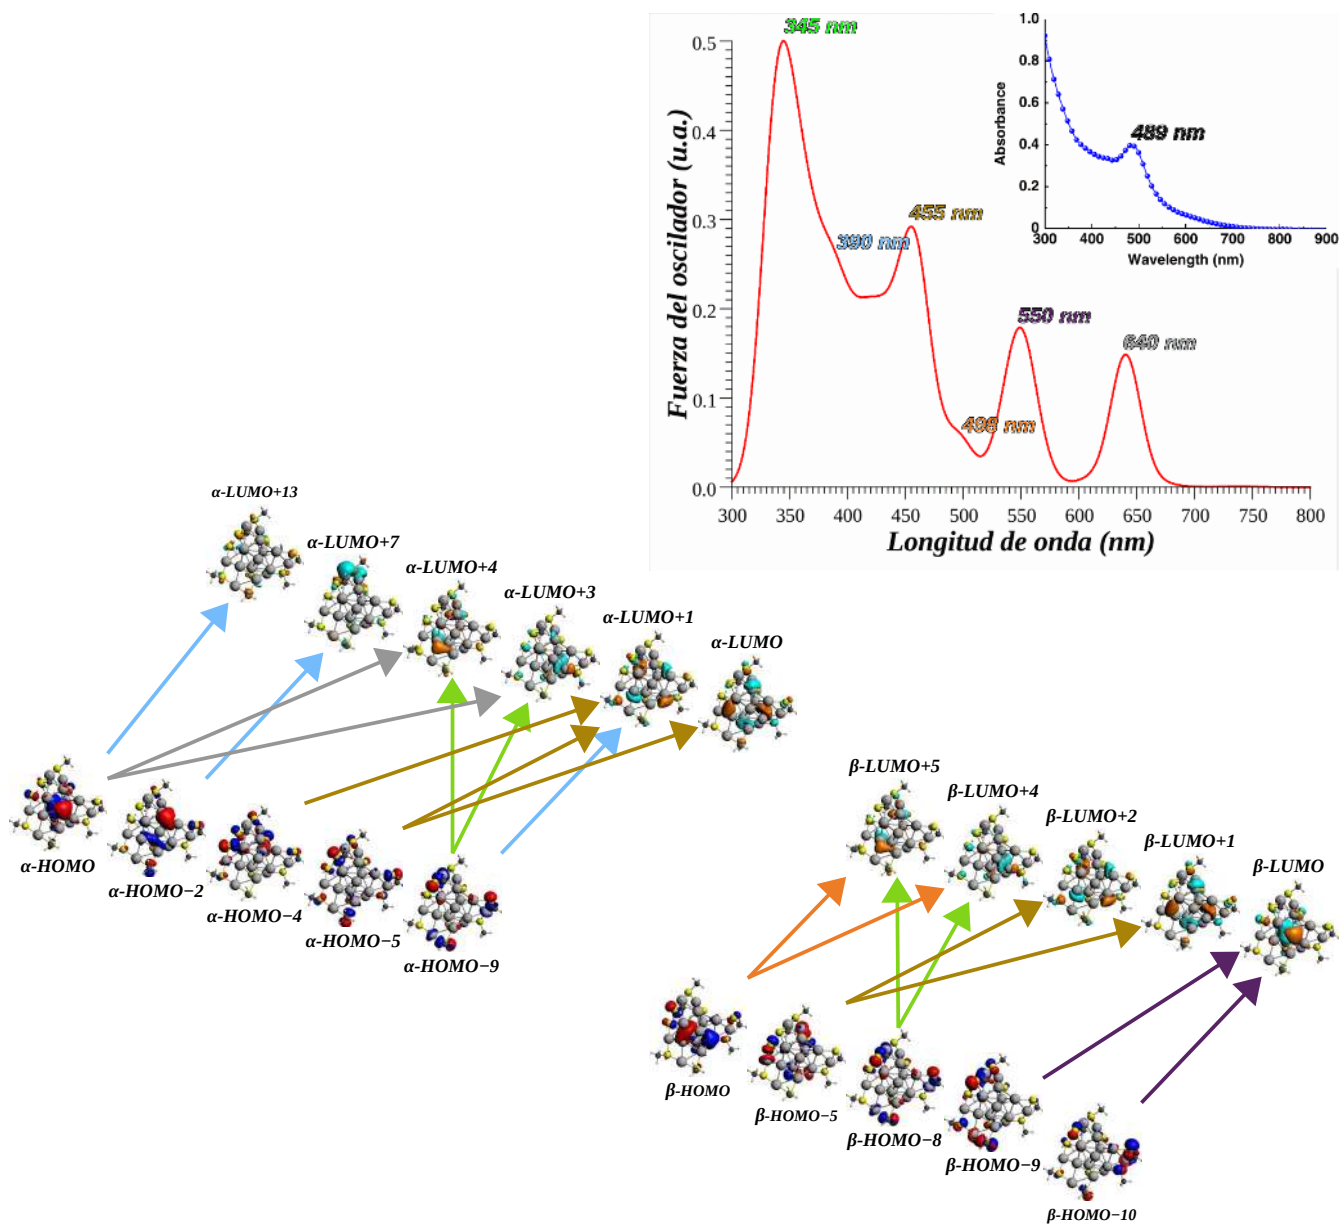 345 nm
0.5
0.4
0.3
0.2
0.1
0.0
Fuerza del oscilador (u.a.)
390 nm
455 nm
498 nm
550 nm
640 nm
300 350 400 450 500 550 600 650 700 750 800
Longitud de onda (nm)
1.0
0.8
0.6
0.4
0.2
0
Absorbance
489 nm
300 400 500 600 700 800 900
Wavelength (nm)
α-LUMO+13
α-LUMO+7
α-LUMO+4
α-LUMO+3
α-LUMO+1
α-LUMO
α-HOMO
α-HOMO−2
α-HOMO−4
α-HOMO−5
α-HOMO−9
β-LUMO+5
β-LUMO+4
β-LUMO+2
β-LUMO+1
β-LUMO
β-HOMO
β-HOMO−5
β-HOMO−8
β-HOMO−9
β-HOMO−10